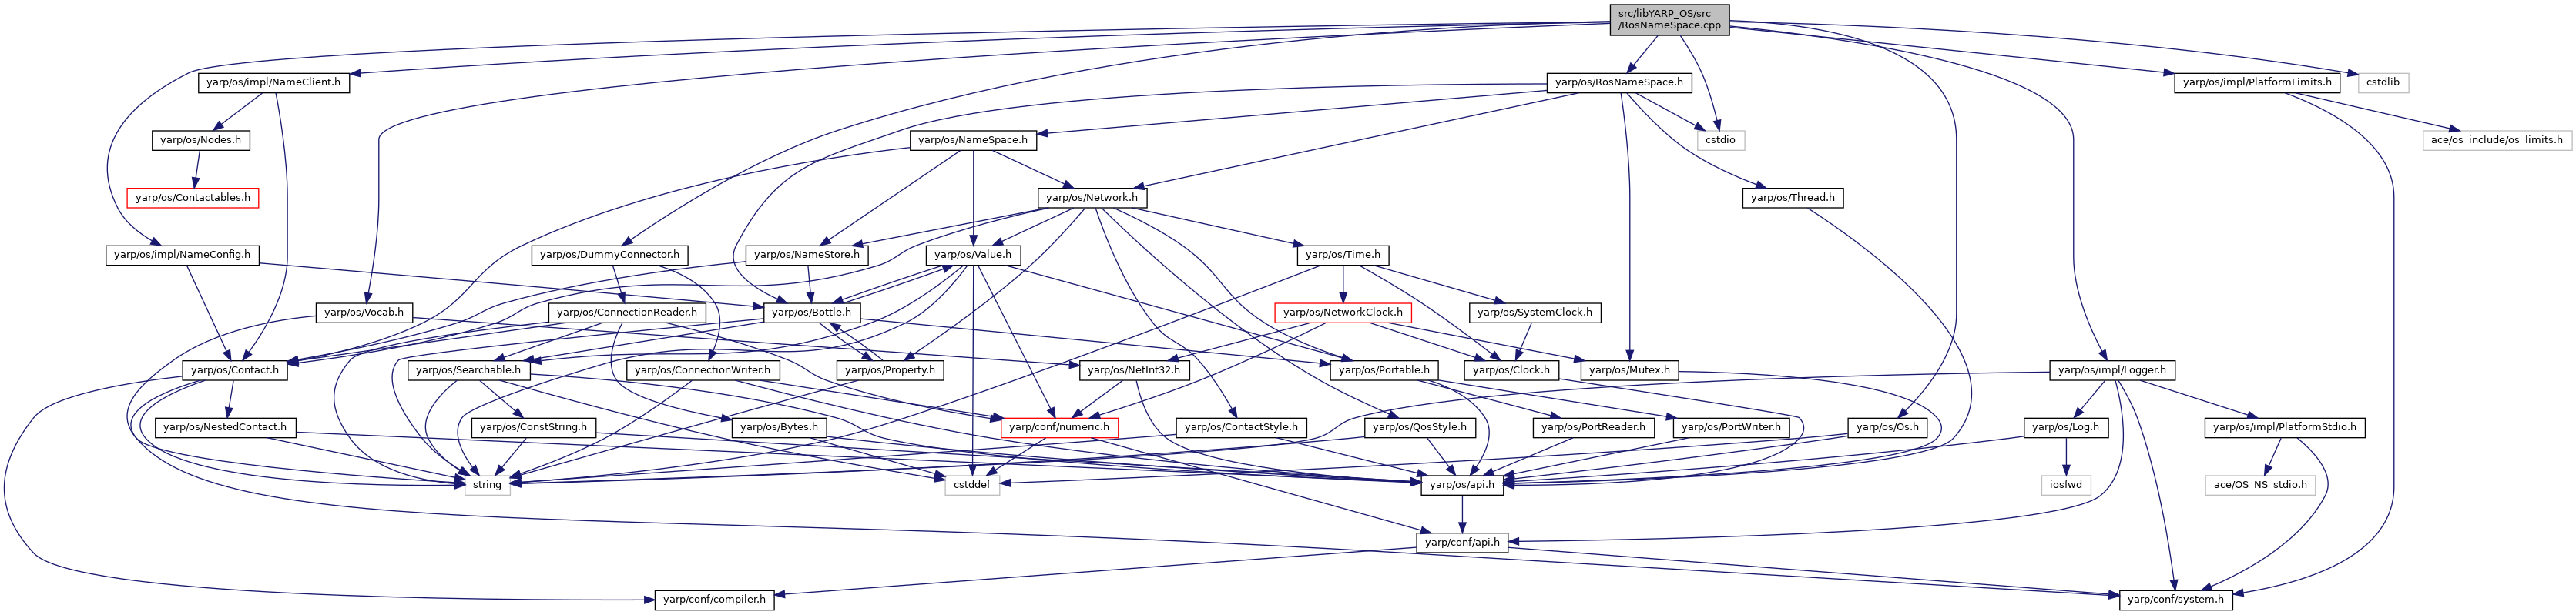 src/libYARP_OS/src
/RosNameSpace.cpp
yarp/os/impl/NameClient.h
yarp/os/RosNameSpace.h
yarp/os/impl/PlatformLimits.h
cstdlib
yarp/os/Nodes.h
yarp/os/NameSpace.h
cstdio
ace/os_include/os_limits.h
yarp/os/Contactables.h
yarp/os/Network.h
yarp/os/Thread.h
yarp/os/impl/NameConfig.h
yarp/os/DummyConnector.h
yarp/os/NameStore.h
yarp/os/Value.h
yarp/os/Time.h
yarp/os/Vocab.h
yarp/os/ConnectionReader.h
yarp/os/Bottle.h
yarp/os/NetworkClock.h
yarp/os/SystemClock.h
yarp/os/Contact.h
yarp/os/Searchable.h
yarp/os/ConnectionWriter.h
yarp/os/Property.h
yarp/os/NetInt32.h
yarp/os/Portable.h
yarp/os/Clock.h
yarp/os/Mutex.h
yarp/os/impl/Logger.h
yarp/os/NestedContact.h
yarp/os/ConstString.h
yarp/os/Bytes.h
yarp/conf/numeric.h
yarp/os/ContactStyle.h
yarp/os/QosStyle.h
yarp/os/PortReader.h
yarp/os/PortWriter.h
yarp/os/Os.h
yarp/os/Log.h
yarp/os/impl/PlatformStdio.h
string
cstddef
yarp/os/api.h
iosfwd
ace/OS_NS_stdio.h
yarp/conf/api.h
yarp/conf/compiler.h
yarp/conf/system.h